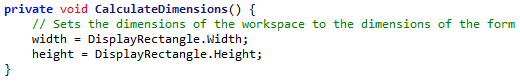 private void CalculateDimensions() {
    // Sets the dimensions of the workspace to the dimensions of the form
    width = DisplayRectangle.Width;
    height = DisplayRectangle.Height;
}